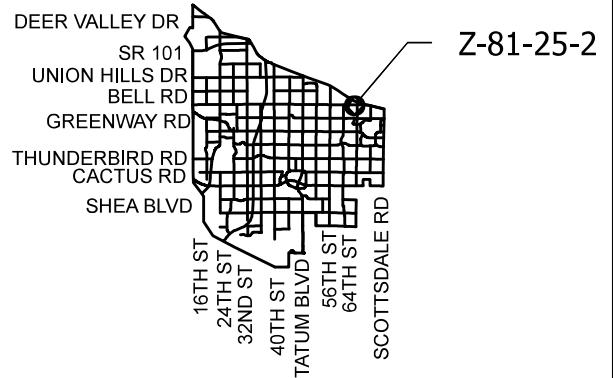 DEER VALLEY DR
Z-81-25-2
SR 101
UNION HILLS DR
BELL RD
GREENWAY RD
THUNDERBIRD RD
CACTUS RD
SHEA BLVD
16TH ST
24TH ST
32ND ST
40TH ST
TATUM BLVD
56TH ST
64TH ST
SCOTTSDALE RD